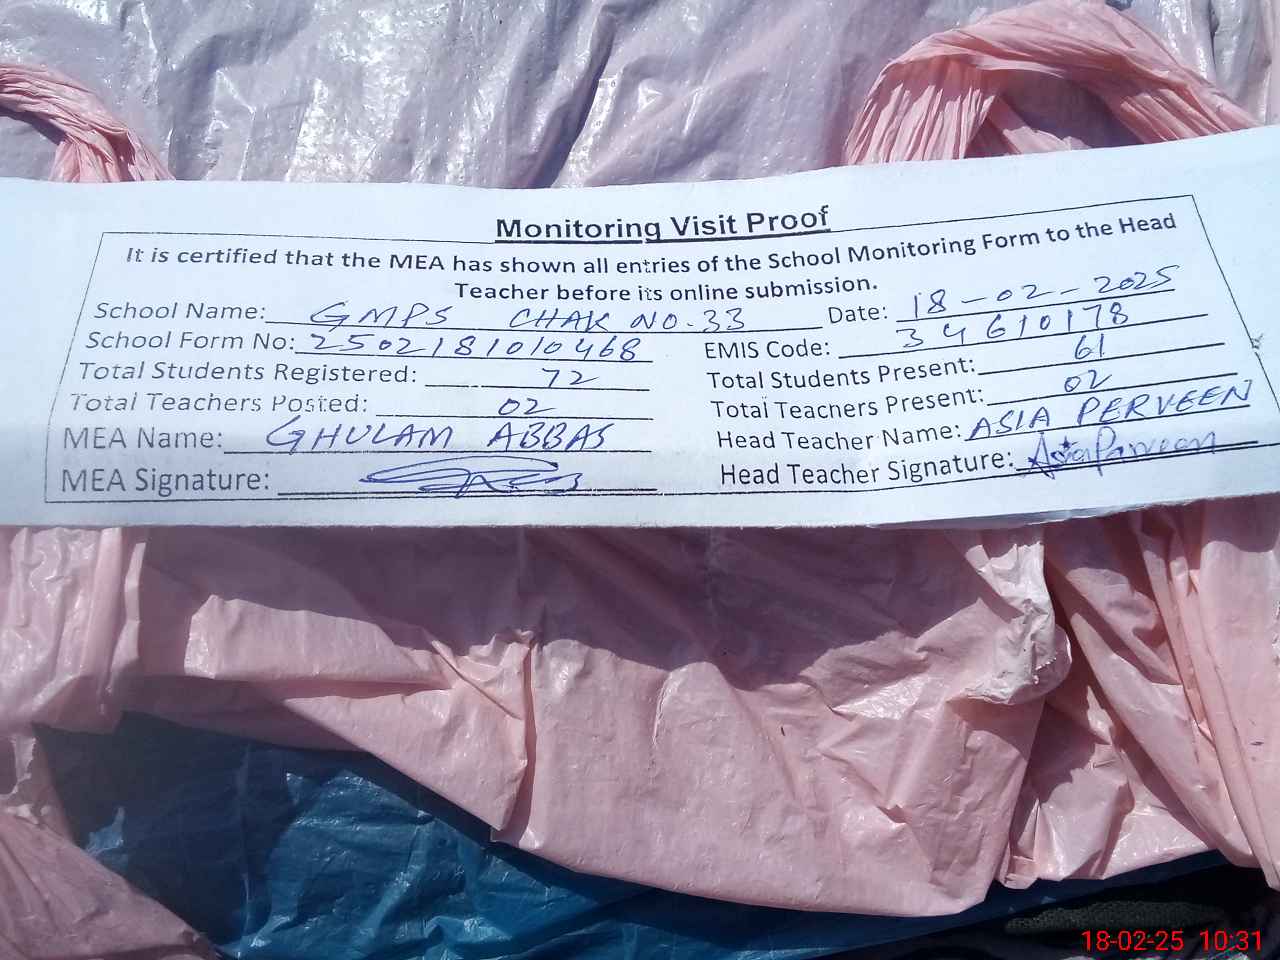 Monitoring Visit Proof
It is certified that the MEA has shown all entries of the School Monitoring Form to the Head
Teacher before its online submission.
School Name: GMPS CHAK NO. 33 Date: 18-02-2025
School Form No: 2502181010468 EMIS Code: 34610178
Total Students Registered: 72 Total Students Present: 61
Total Teachers Posted: 02 Total Teachers Present: 02
MEA Name: GHULAM ABBAS Head Teacher Name: ASIA PERVEEN
MEA Signature: Head Teacher Signature: Asia Parveen
18-02-25 10:31